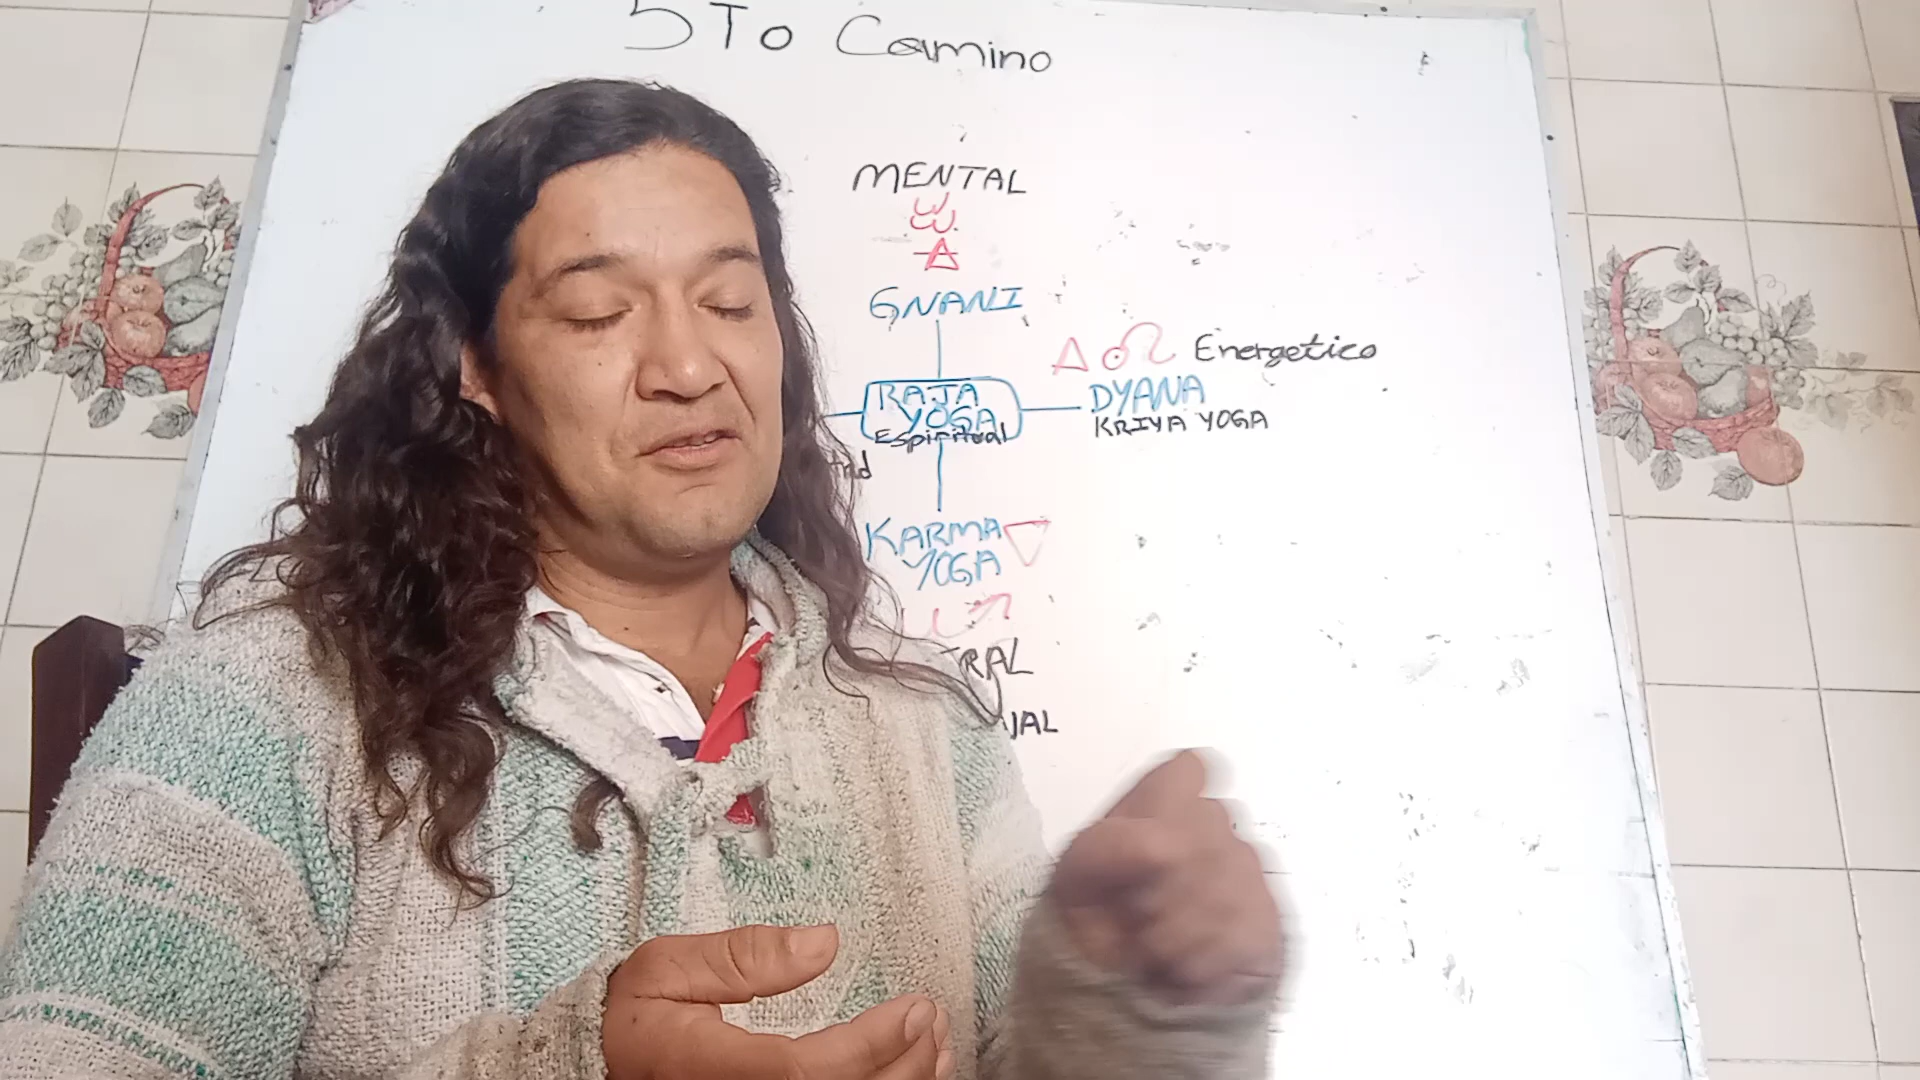 5To Camino
MENTAL
GNANI
Energetico
RAJA
YOGA
Espiritual
DYANA
KRIYA YOGA
KARMA
YOGA